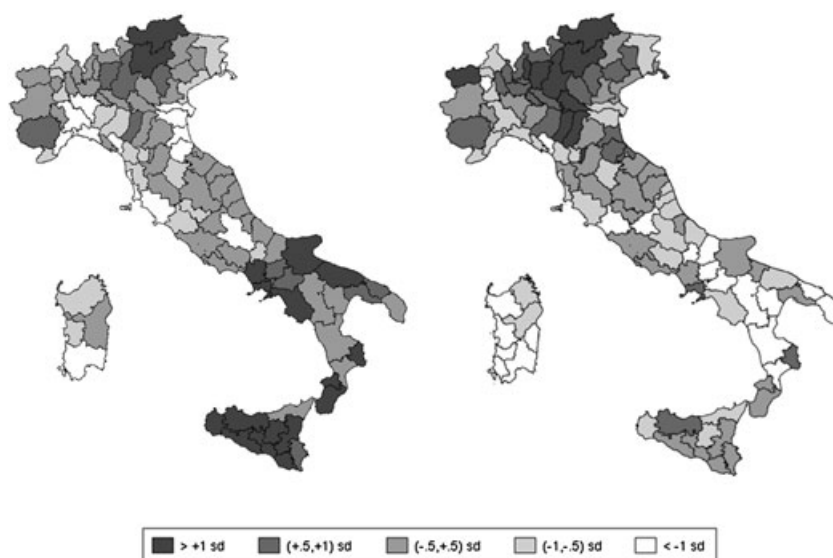 > +1 sd (+.5,+1) sd (-.5,+.5) sd (-1,-.5) sd < -1 sd